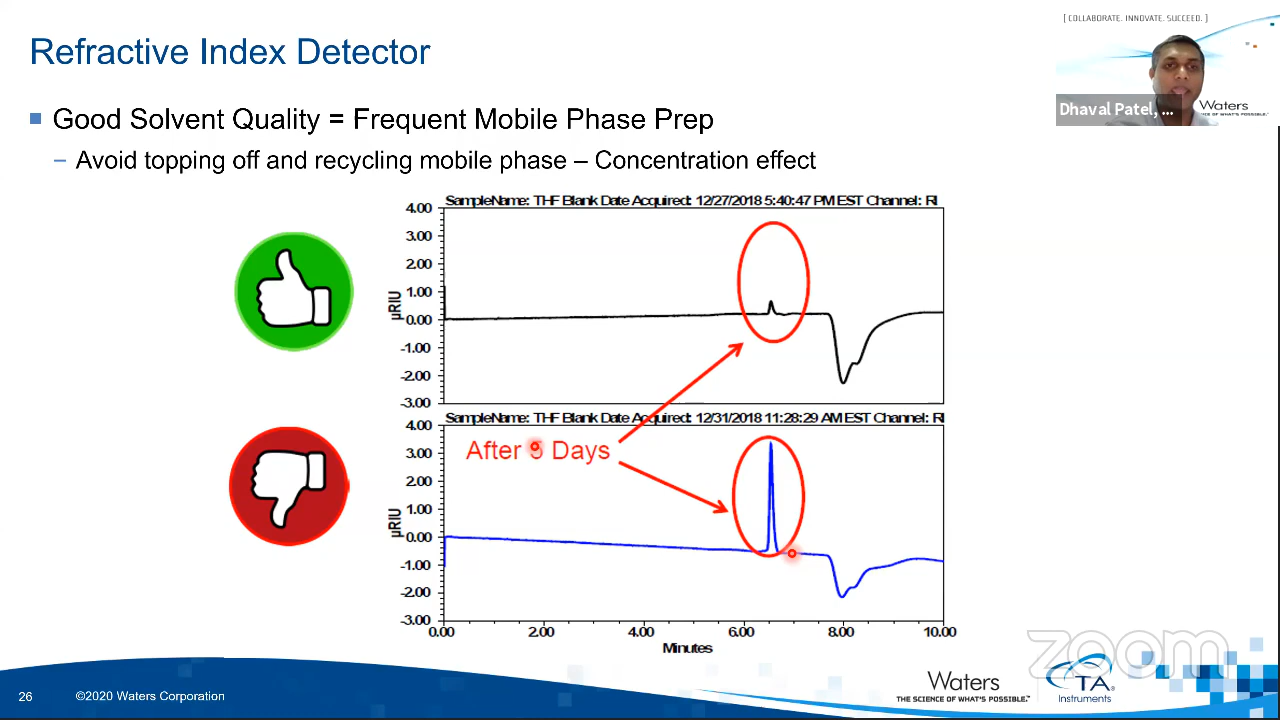 [ COLLABORATE. INNOVATE. SUCCEED. ]
Refractive Index Detector
Dhaval Patel, ...
Waters
THE SCIENCE OF WHAT'S POSSIBLE.™
Good Solvent Quality = Frequent Mobile Phase Prep
– Avoid topping off and recycling mobile phase – Concentration effect
SampleName: THF Blank Date Acquired: 12/27/2018 5:40:47 PM EST Channel: RI
4.00
3.00
2.00
1.00
0.00
-1.00
-2.00
-3.00
µRIU
SampleName: THF Blank Date Acquired: 12/31/2018 11:28:29 AM EST Channel: RI
After 5 Days
4.00
3.00
2.00
1.00
0.00
-1.00
-2.00
-3.00
µRIU
0.00 2.00 4.00 6.00 8.00 10.00
Minutes
zoom
26 ©2020 Waters Corporation
Waters
THE SCIENCE OF WHAT'S POSSIBLE.™
TA®
Instruments